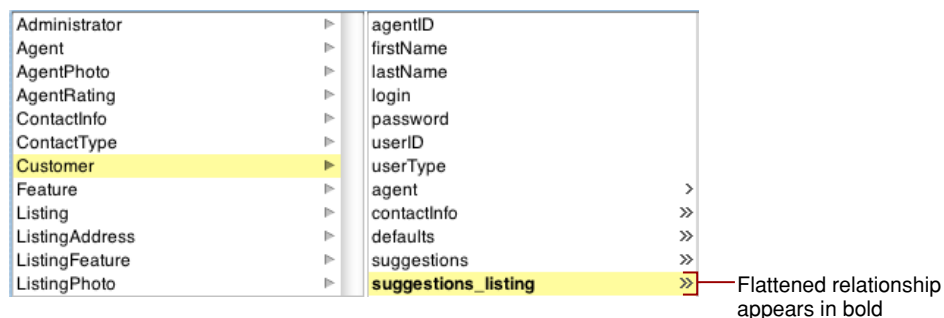 Administrator
Agent
AgentPhoto
AgentRating
ContactInfo
ContactType
Customer
Feature
Listing
ListingAddress
ListingFeature
ListingPhoto
agentID
firstName
lastName
login
password
userID
userType
agent
contactInfo
defaults
suggestions
suggestions_listing
Flattened relationship
appears in bold